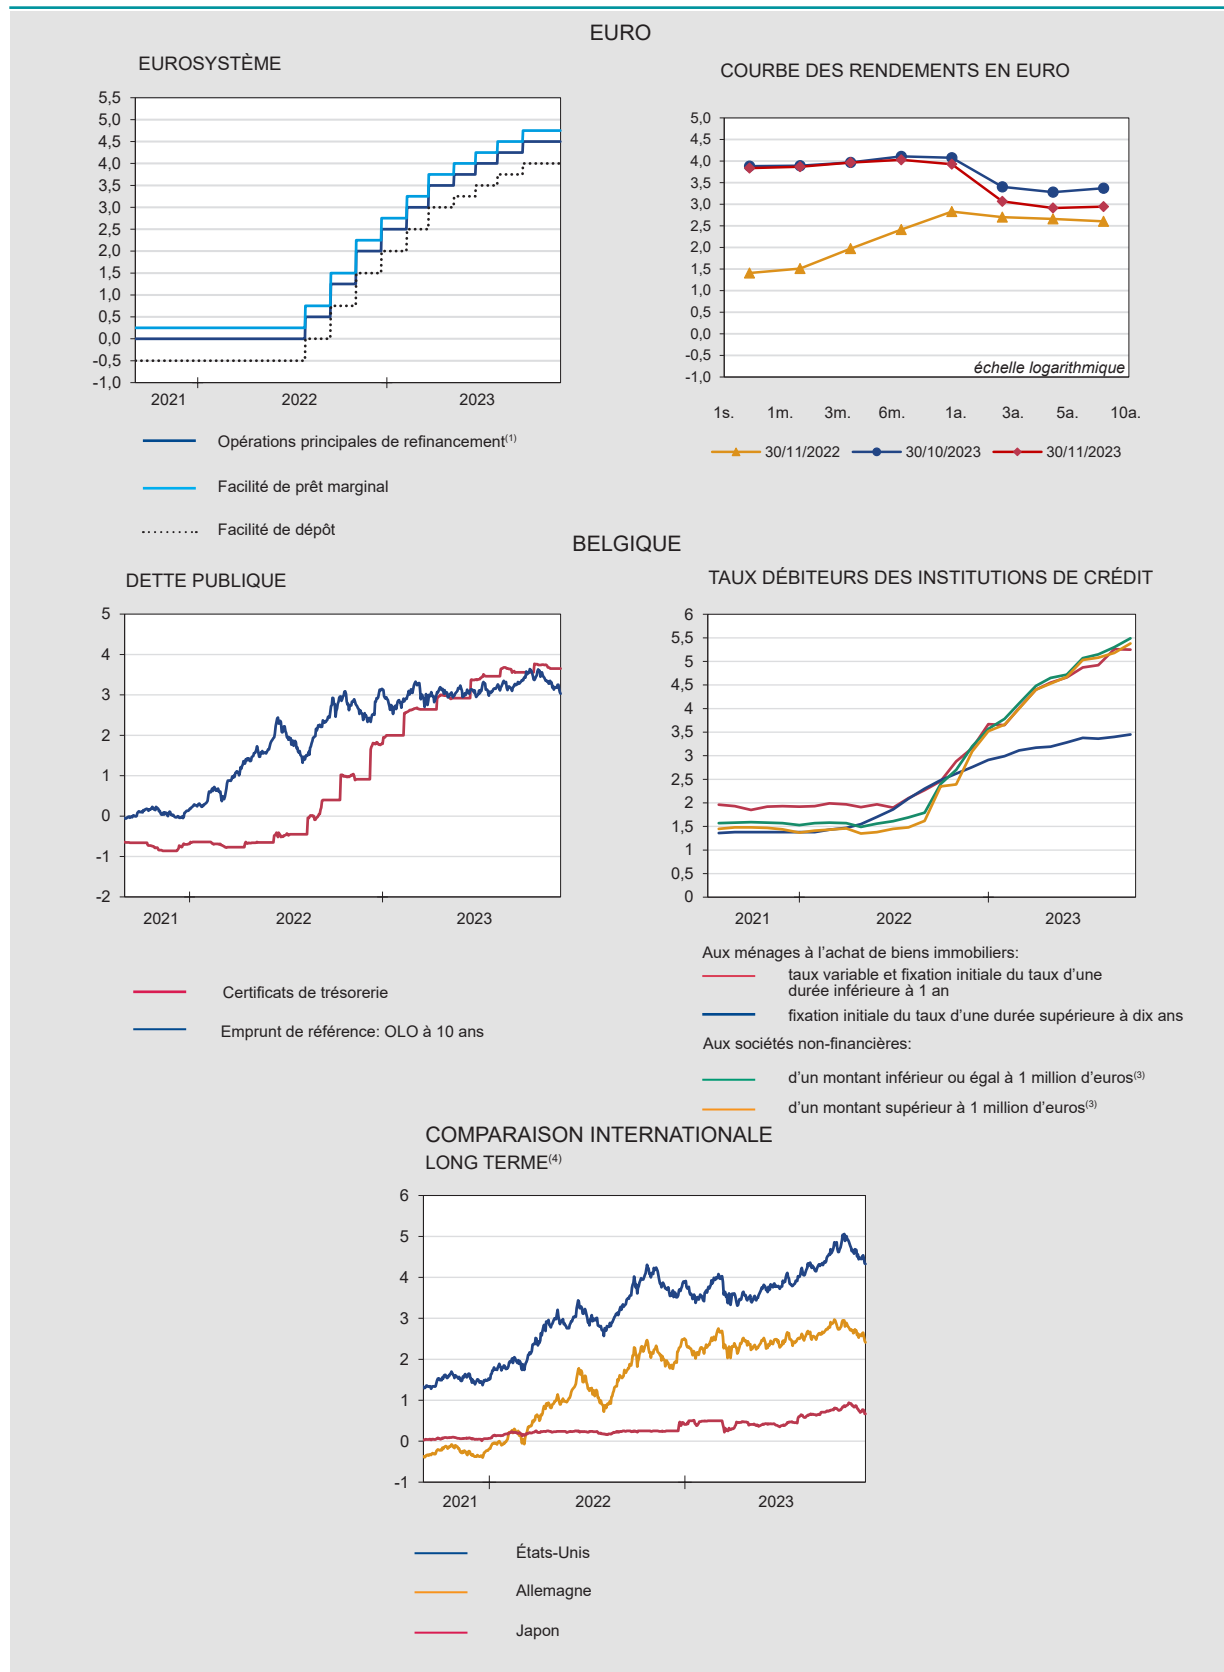 EURO
EUROSYSTÈME
5,5
5,0
4,5
4,0
3,5
3,0
2,5
2,0
1,5
1,0
0,5
0,0
-0,5
-1,0
2021 2022 2023
Opérations principales de refinancement(1)
Facilité de prêt marginal
Facilité de dépôt
COURBE DES RENDEMENTS EN EURO
5,0
4,5
4,0
3,5
3,0
2,5
2,0
1,5
1,0
0,5
0,0
-0,5
-1,0
échelle logarithmique
1s. 1m. 3m. 6m. 1a. 3a. 5a. 10a.
30/11/2022 30/10/2023 30/11/2023
BELGIQUE
DETTE PUBLIQUE
5
4
3
2
1
0
-1
-2
2021 2022 2023
Certificats de trésorerie
Emprunt de référence: OLO à 10 ans
TAUX DÉBITEURS DES INSTITUTIONS DE CRÉDIT
6
5,5
5
4,5
4
3,5
3
2,5
2
1,5
1
0,5
0
2021 2022 2023
Aux ménages à l’achat de biens immobiliers:
taux variable et fixation initiale du taux d’une
durée inférieure à 1 an
fixation initiale du taux d’une durée supérieure à dix ans
Aux sociétés non-financières:
d’un montant inférieur ou égal à 1 million d’euros(3)
d’un montant supérieur à 1 million d’euros(3)
COMPARAISON INTERNATIONALE
LONG TERME(4)
6
5
4
3
2
1
0
-1
2021 2022 2023
États-Unis
Allemagne
Japon